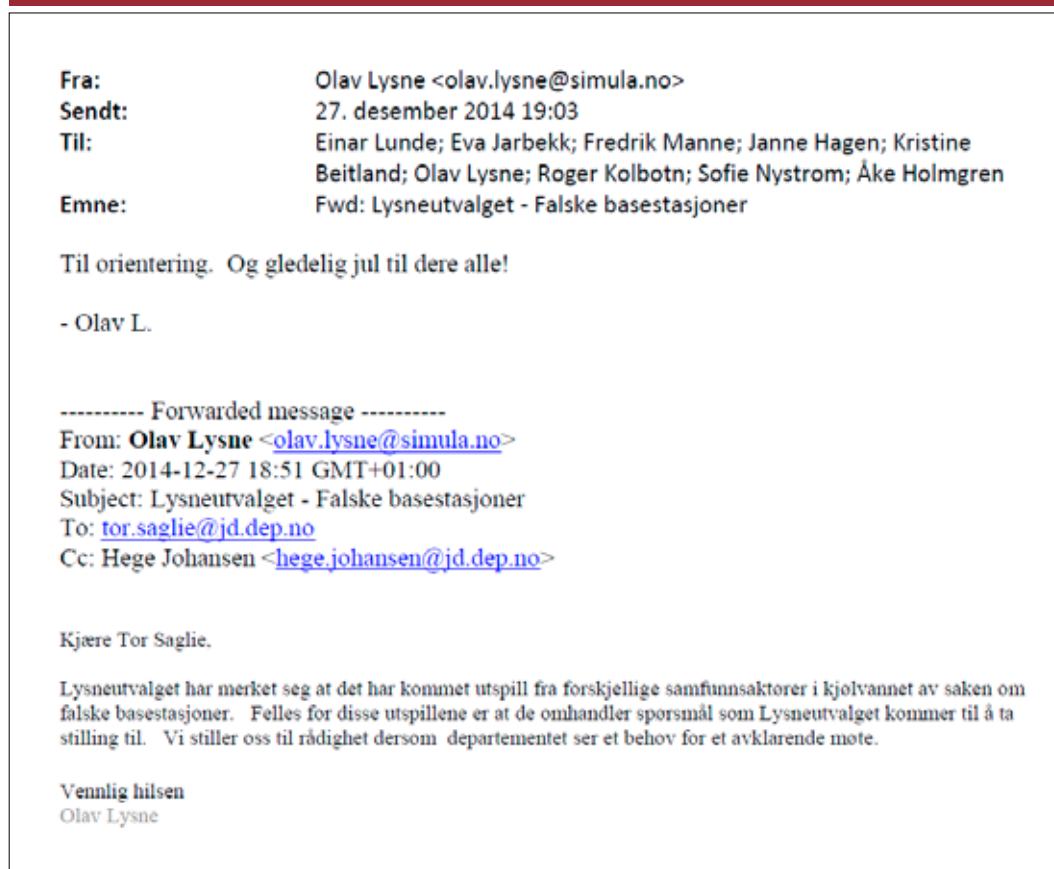 Fra: Olav Lysne <olav.lysne@simula.no>
Sendt: 27. desember 2014 19:03
Til: Einar Lunde; Eva Jarbekk; Fredrik Manne; Janne Hagen; Kristine
Beitland; Olav Lysne; Roger Kolbotn; Sofie Nystrom; Åke Holmgren
Emne: Fwd: Lysneutvalget - Falske basestasjoner
Til orientering. Og gledelig jul til dere alle!
- Olav L.
---------- Forwarded message ----------
From: Olav Lysne <olav.lysne@simula.no>
Date: 2014-12-27 18:51 GMT+01:00
Subject: Lysneutvalget - Falske basestasjoner
To: tor.saglie@jd.dep.no
Cc: Hege Johansen <hege.johansen@jd.dep.no>
Kjære Tor Saglie,
Lysneutvalget har merket seg at det har kommet utspill fra forskjellige samfunnsaktører i kjølvannet av saken om
falske basestasjoner. Felles for disse utspillene er at de omhandler spørsmål som Lysneutvalget kommer til å ta
stilling til. Vi stiller oss til rådighet dersom departementet ser et behov for et avklarende møte.
Vennlig hilsen
Olav Lysne